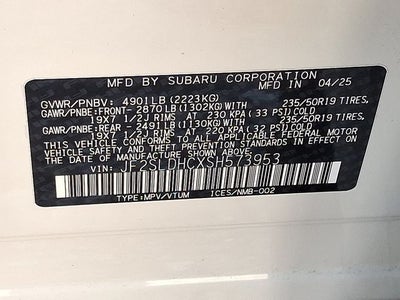 MFD BY SUBARU CORPORATION
MFD IN 04/25
GVWR/PNBV: 4901LB (2223KG)
GAWR/PNBE:FRONT- 2870LB(1302KG)WITH 235/50R19 TIRES,
19X7 1/2J RIMS AT 230 KPA ( 33 PSI)COLD
GAWR/PNBE:REAR - 2491LB(1130KG)WITH 235/50R19 TIRES,
19X7 1/2J RIMS AT 220 KPA ( 32 PSI)COLD
THIS VEHICLE CONFORMS TO ALL APPLICABLE FEDERAL MOTOR
VEHICLE SAFETY AND THEFT PREVENTION STANDARDS IN EFFECT
ON THE DATE OF MANUFACTURE SHOWN ABOVE.
VIN: JF2SLDHCXSH573953
TYPE:MPV/VTUM ICES/NMB-002